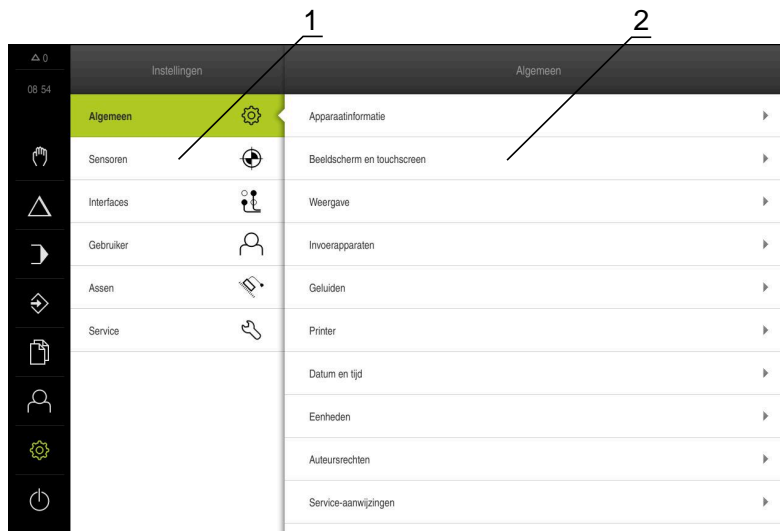 1
2
0
08 54
Instellingen
Algemeen
Algemeen
Sensoren
Interfaces
Gebruiker
Assen
Service
Apparaatinformatie
Beeldscherm en touchscreen
Weergave
Invoerapparaten
Geluiden
Printer
Datum en tijd
Eenheden
Auteursrechten
Service-aanwijzingen